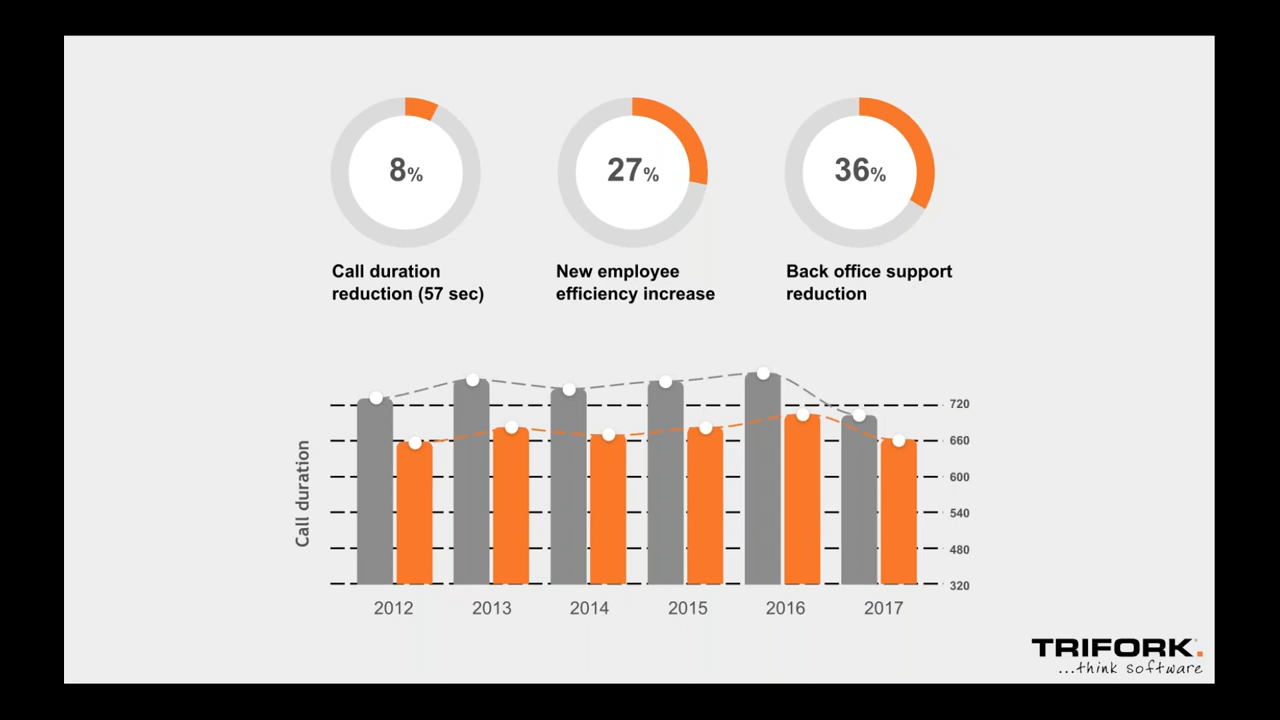 8%
27%
36%
Call duration
reduction (57 sec)
New employee
efficiency increase
Back office support
reduction
Call duration
720
660
600
540
480
320
2012
2013
2014
2015
2016
2017
TRIFORK.
...think software